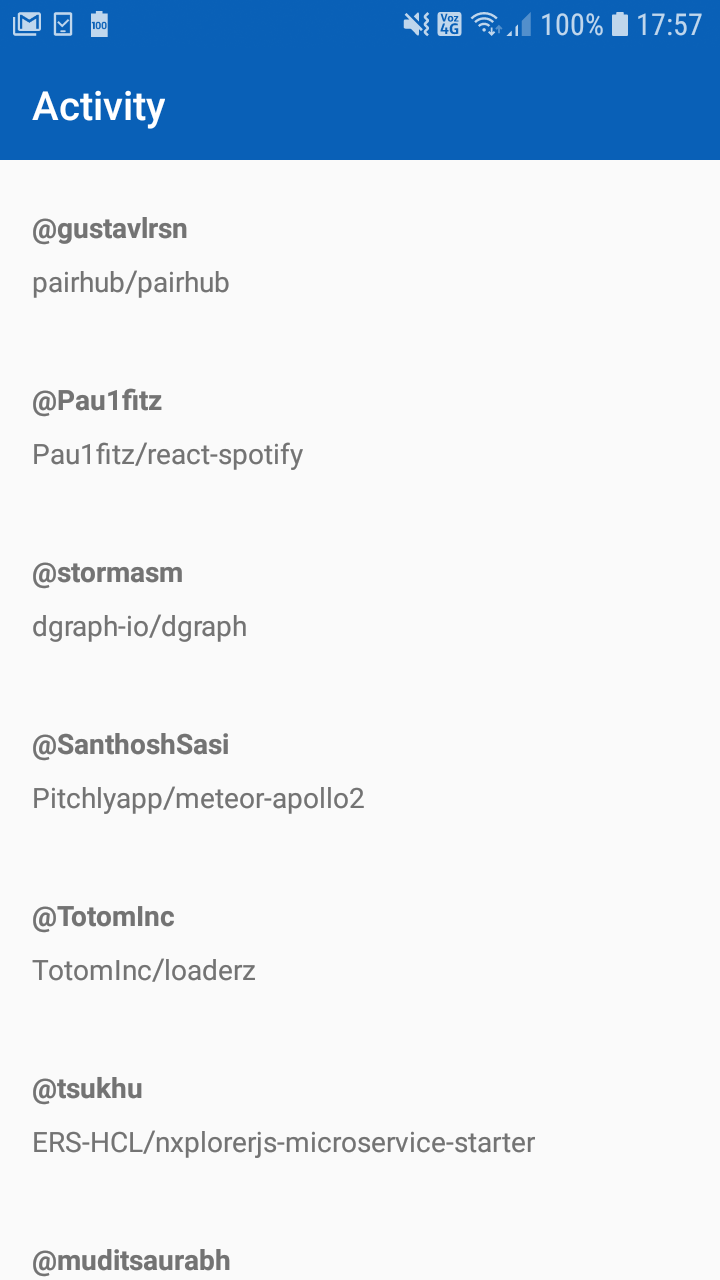 100 Voz 4G 100% 17:57
Activity
@gustavlrsn
pairhub/pairhub
@Pau1fitz
Pau1fitz/react-spotify
@stormasm
dgraph-io/dgraph
@SanthoshSasi
Pitchlyapp/meteor-apollo2
@TotomInc
TotomInc/loaderz
@tsukhu
ERS-HCL/nxplorerjs-microservice-starter
@muditsaurabh